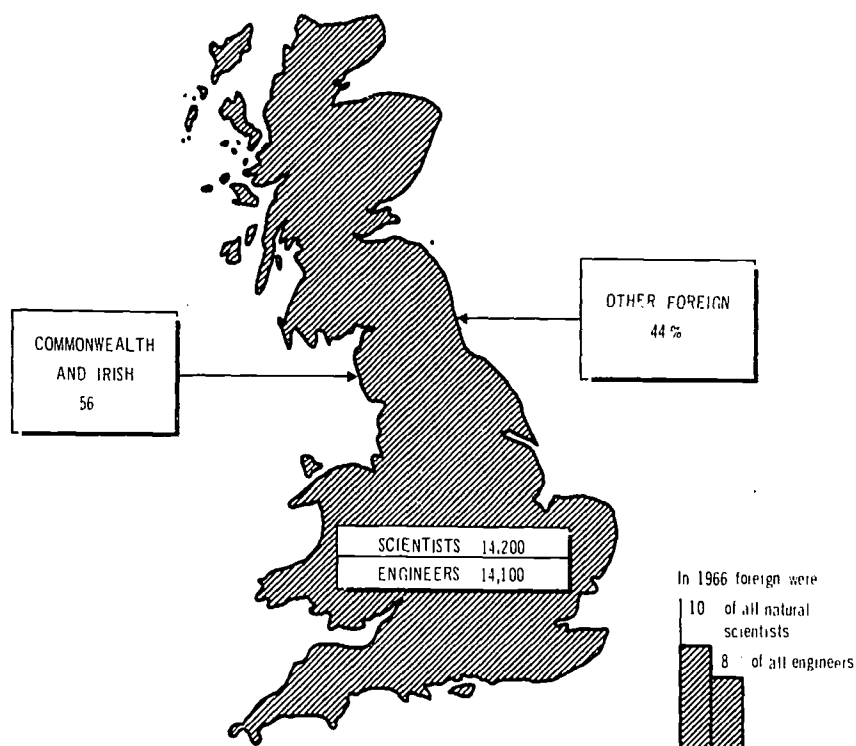 OTHER FOREIGN
44 %
COMMONWEALTH
AND IRISH
56
SCIENTISTS 14,200
ENGINEERS 14,100
In 1966 foreign were
10 of all natural
scientists
8 of all engineers